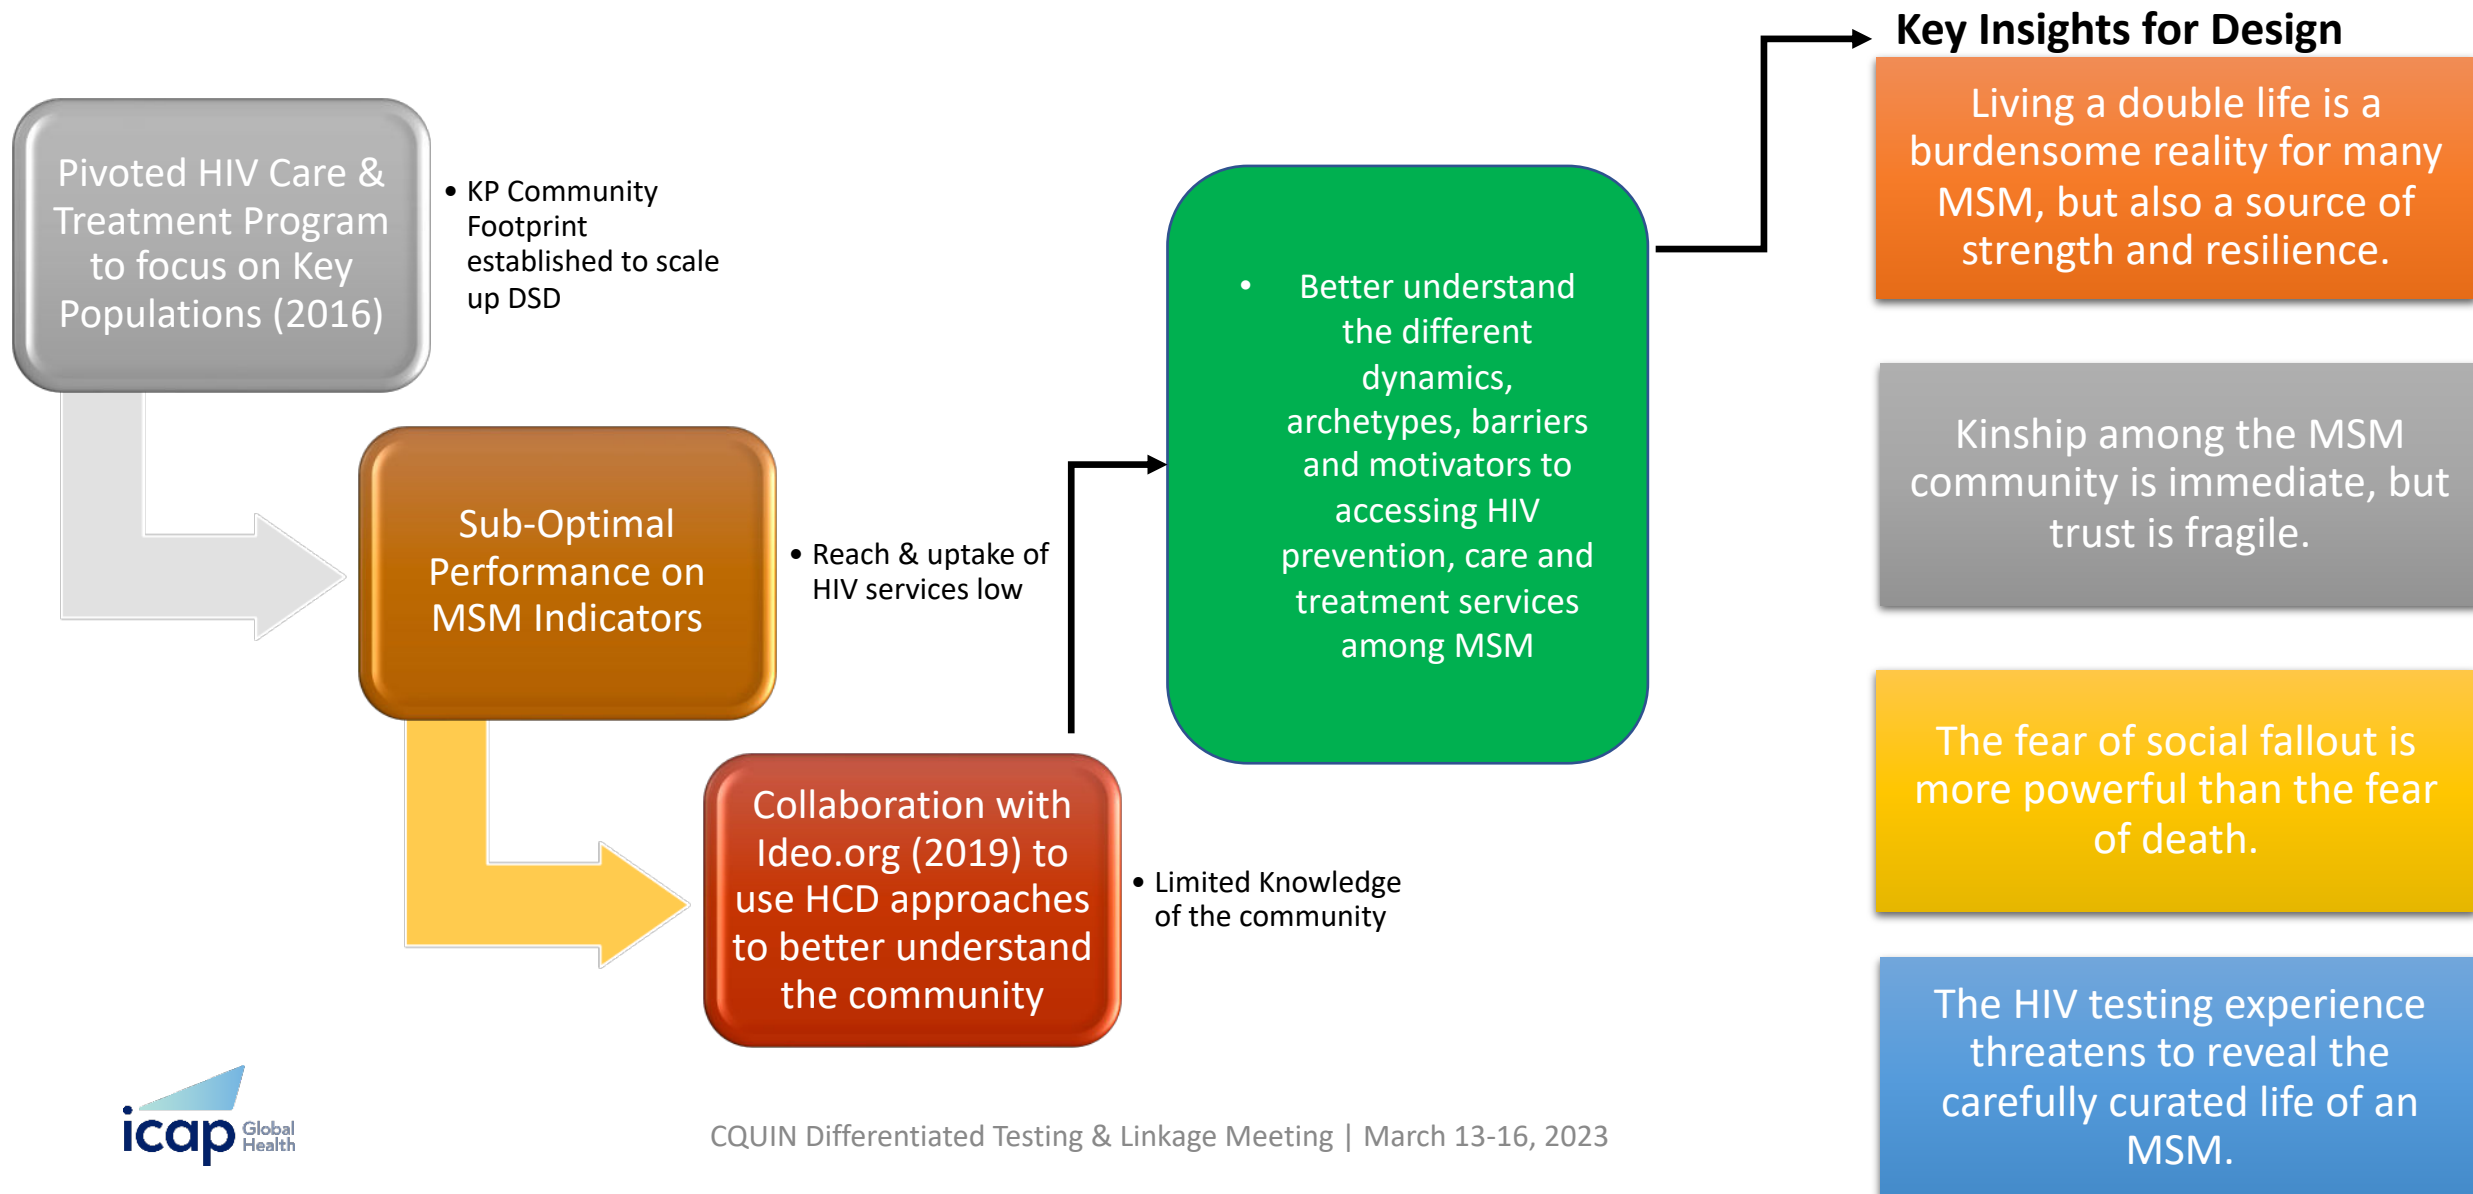 Pivoted HIV Care &
Treatment Program
to focus on Key
Populations (2016)
• KP Community
Footprint
established to scale
up DSD
Sub-Optimal
Performance on
MSM Indicators
• Reach & uptake of
HIV services low
Collaboration with
Ideo.org (2019) to
use HCD approaches
to better understand
the community
• Limited Knowledge
of the community
• Better understand
the different
dynamics,
archetypes, barriers
and motivators to
accessing HIV
prevention, care and
treatment services
among MSM
Key Insights for Design
Living a double life is a
burdensome reality for many
MSM, but also a source of
strength and resilience.
Kinship among the MSM
community is immediate, but
trust is fragile.
The fear of social fallout is
more powerful than the fear
of death.
The HIV testing experience
threatens to reveal the
carefully curated life of an
MSM.
icap Global
Health
CQUIN Differentiated Testing & Linkage Meeting | March 13-16, 2023